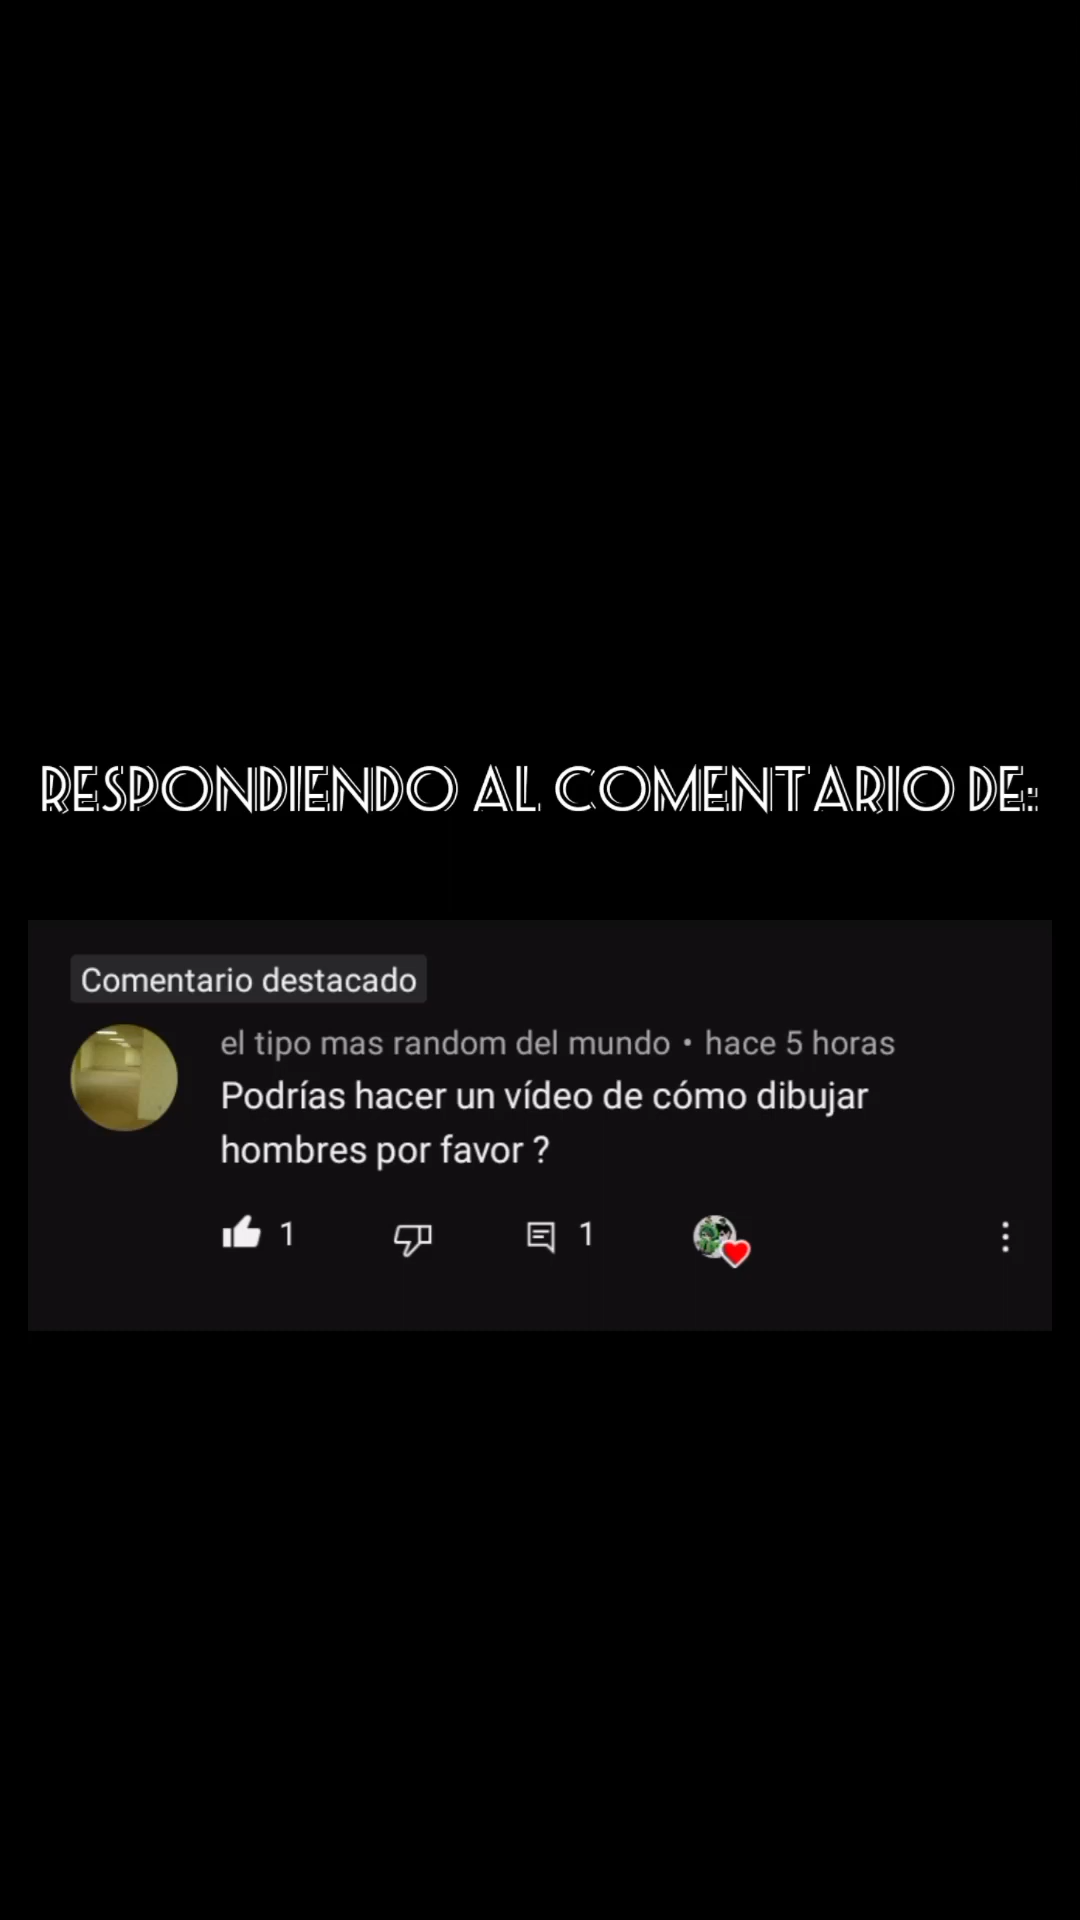 RESPONDIENDO AL COMENTARIO DE:
Comentario destacado
el tipo mas random del mundo • hace 5 horas
Podrías hacer un vídeo de cómo dibujar
hombres por favor ?
1 1